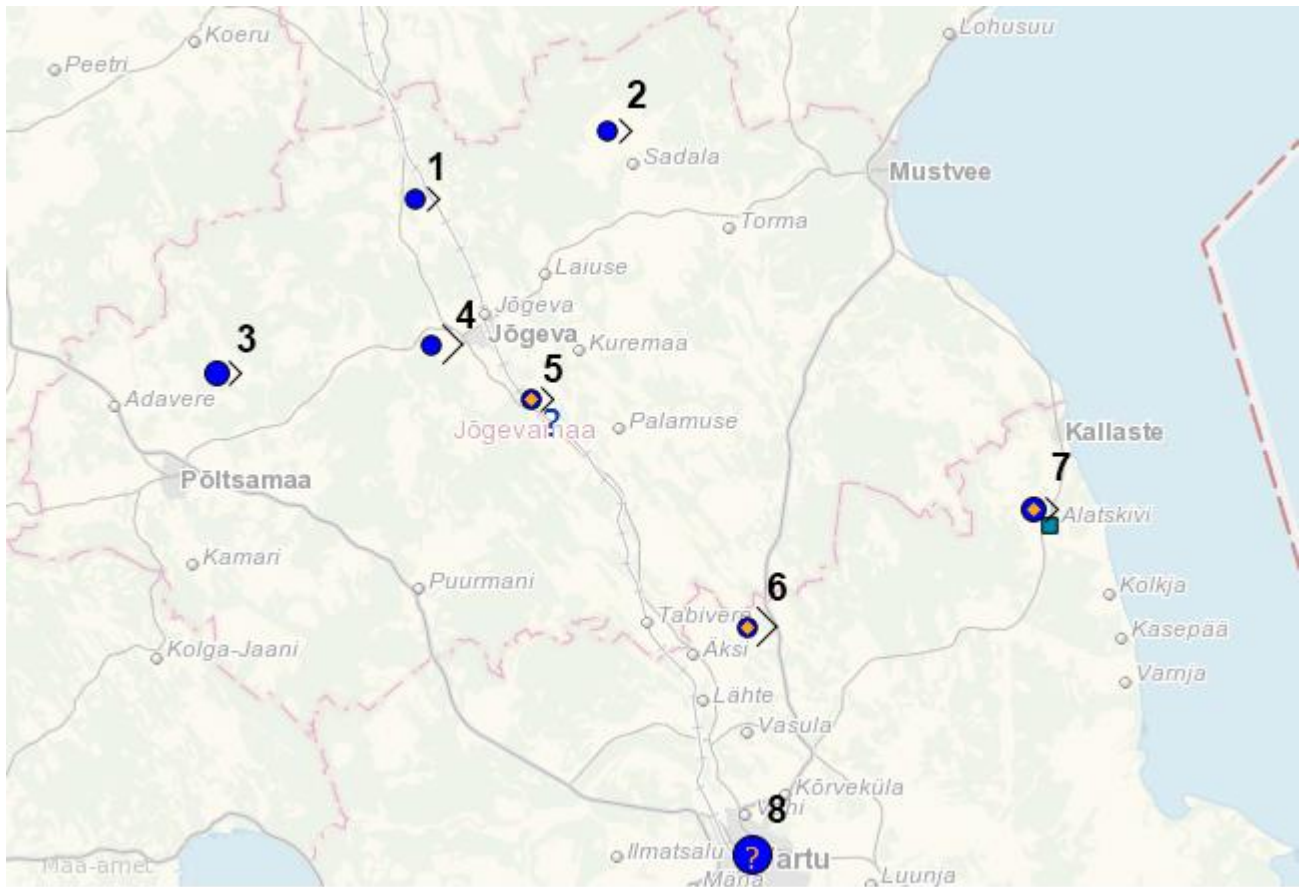 Koeru
Lohusuu
Peetri
2
Sadala
Mustvee
1
Torma
Laiuse
Jõgeva
4
Jõgeva
3
Kuremaa
5
Adavere
?
Jõgevamaa
Palamuse
Kallaste
7
Põltsamaa
Alatskivi
Kamari
Puurmani
6
Kolkja
Tabivere
Kasepää
Kolga-Jaani
Äksi
Varnja
Lähte
Vasula
Kõrveküla
8
Ilmatsalu
?
artu
Maa-amet
Luunja